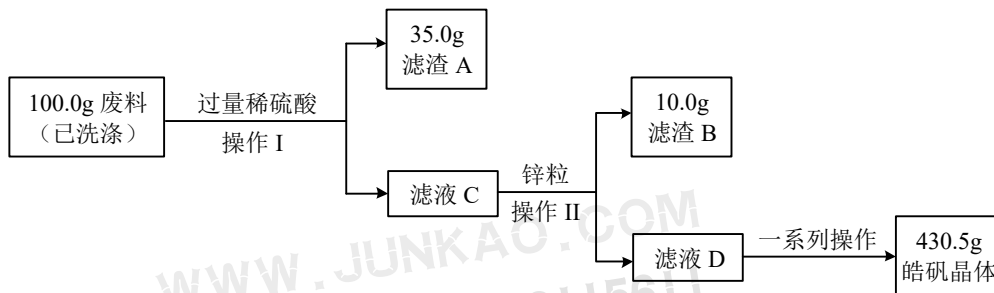 100.0g 废料
（已洗涤）
过量稀硫酸
操作 I
35.0g
滤渣 A
滤液 C
锌粒
操作 II
10.0g
滤渣 B
滤液 D
一系列操作
430.5g
皓矾晶体
WWW.JUNKAO.COM